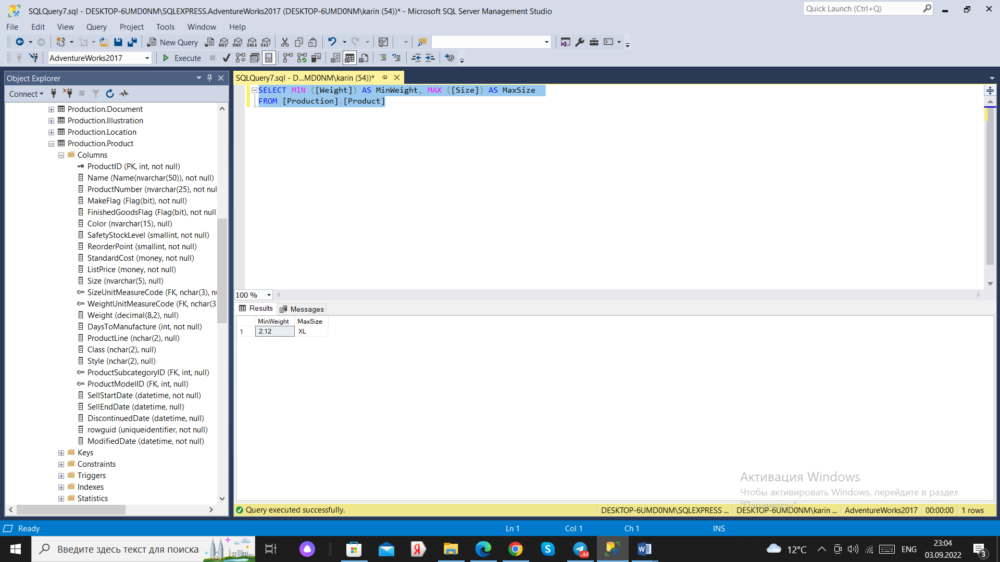 SQLQuery7.sql - DESKTOP-6UMD0NM\SQLEXPRESS.AdventureWorks2017 (DESKTOP-6UMD0NM\karin (54))* - Microsoft SQL Server Management Studio
Quick Launch (Ctrl+Q)
File Edit View Query Project Tools Window Help
New Query
MDX DMX XMLA DAX
AdventureWorks2017
Execute
Object Explorer
Connect
Production.Document
Production.Illustration
Production.Location
Production.Product
Columns
ProductID (PK, int, not null)
Name (Name(nvarchar(50)), not null)
ProductNumber (nvarchar(25), not nul
MakeFlag (Flag(bit), not null)
FinishedGoodsFlag (Flag(bit), not null
Color (nvarchar(15), null)
SafetyStockLevel (smallint, not null)
ReorderPoint (smallint, not null)
StandardCost (money, not null)
ListPrice (money, not null)
Size (nvarchar(5), null)
SizeUnitMeasureCode (FK, nchar(3), nu
WeightUnitMeasureCode (FK, nchar(3
Weight (decimal(8,2), null)
DaysToManufacture (int, not null)
ProductLine (nchar(2), null)
Class (nchar(2), null)
Style (nchar(2), null)
ProductSubcategoryID (FK, int, null)
ProductModelID (FK, int, null)
SellStartDate (datetime, not null)
SellEndDate (datetime, null)
DiscontinuedDate (datetime, null)
rowguid (uniqueidentifier, not null)
ModifiedDate (datetime, not null)
Keys
Constraints
Triggers
Indexes
Statistics
SQLQuery7.sql - D...MD0NM\karin (54))*
SELECT MIN ([Weight]) AS MinWeight, MAX ([Size]) AS MaxSize
FROM [Production].[Product]
100 %
Results Messages
MinWeight MaxSize
1 2.12 XL
Активация Windows
Чтобы активировать Windows, перейдите в раздел
"Параметры".
Query executed successfully.
DESKTOP-6UMD0NM\SQLEXPRESS ... DESKTOP-6UMD0NM\karin ... AdventureWorks2017 00:00:00 1 rows
Ready Ln 1 Col 1 Ch 1 INS
Введите здесь текст для поиска
Я
S
.44
W
12°C
ENG
23:04
03.09.2022
3